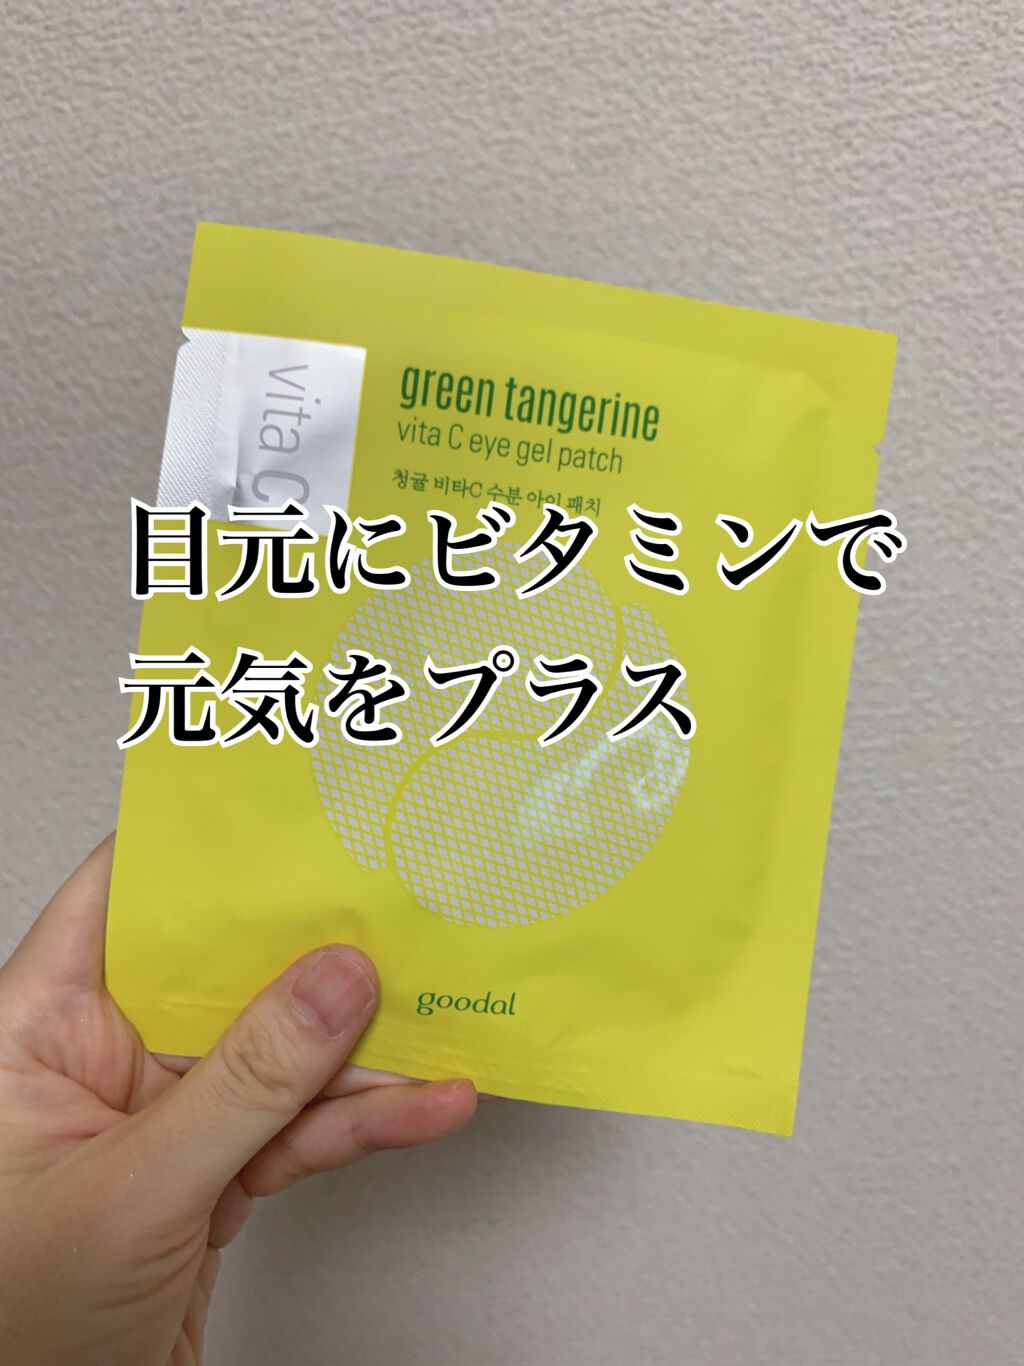 vita C
green tangerine
vita C eye gel patch
청귤 비타C 수분 아이 패치
目元にビタミンで
元気をプラス
goodal